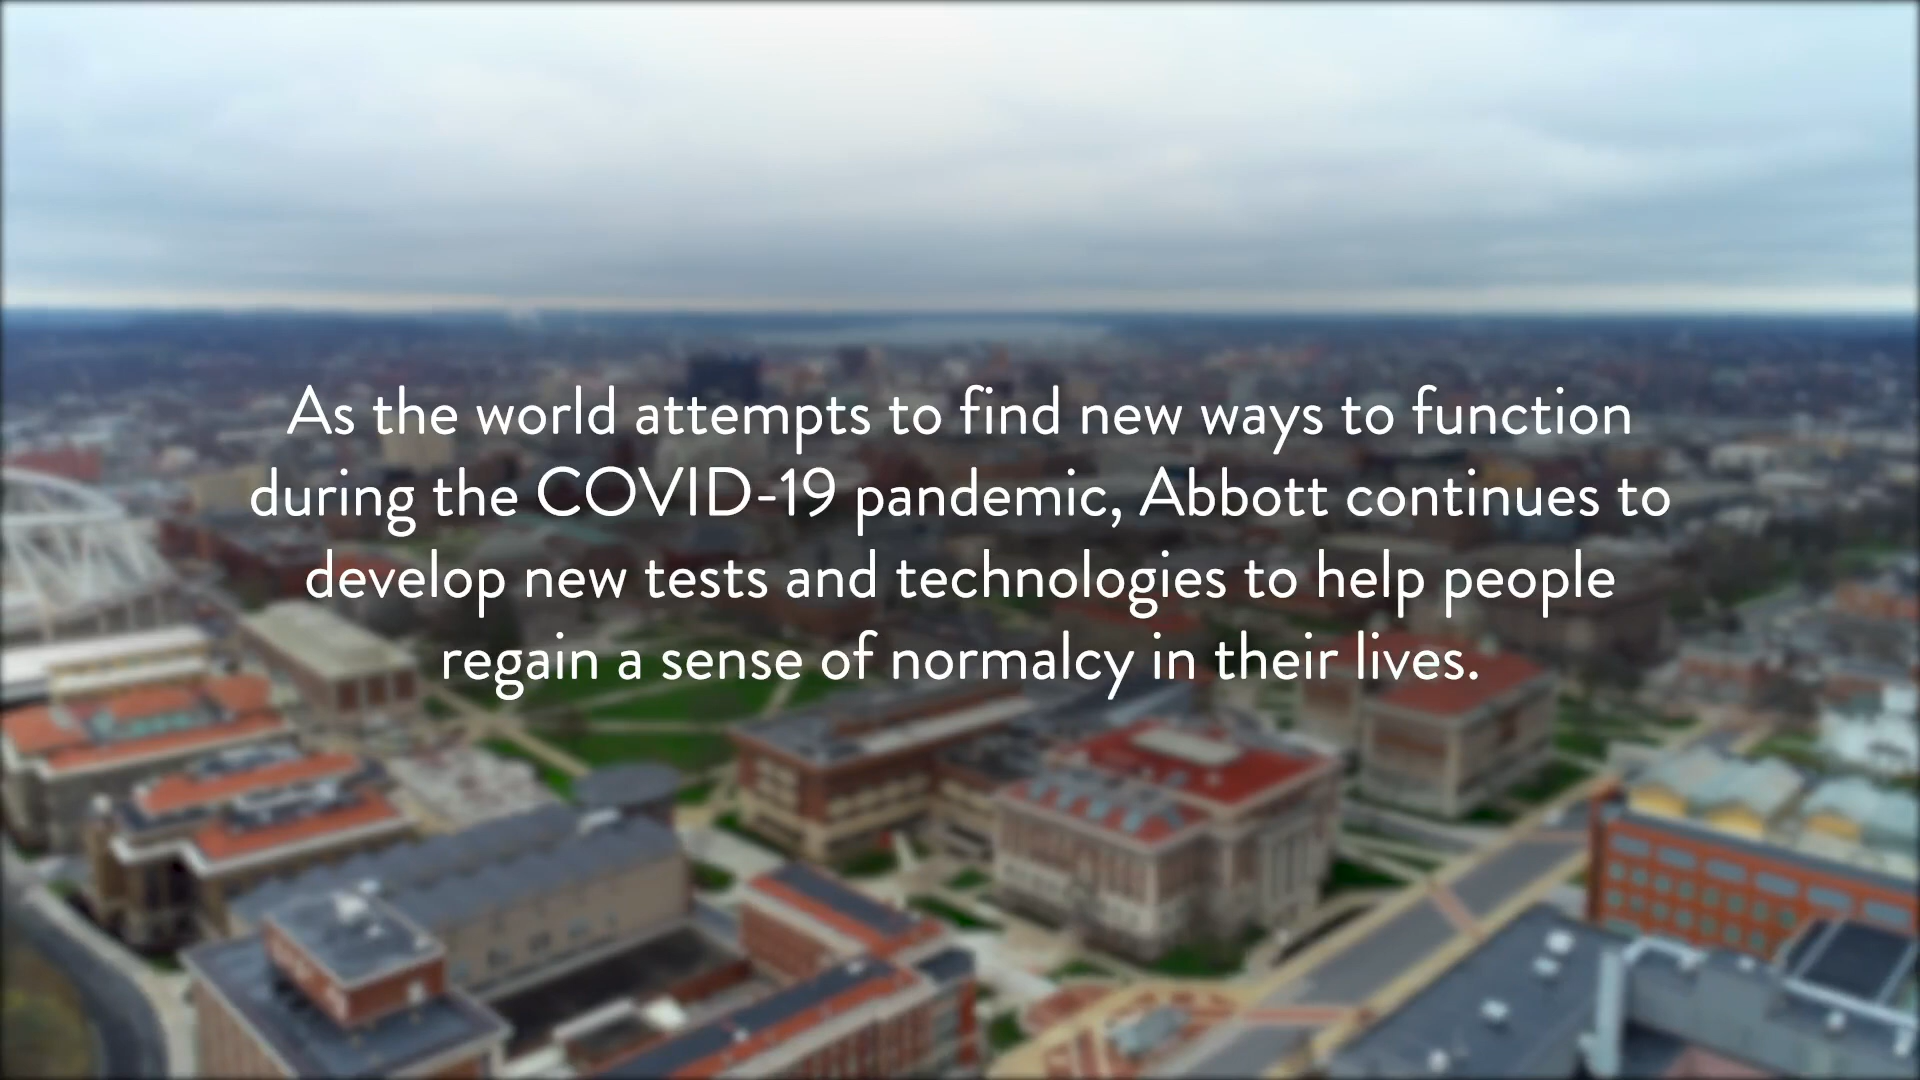 As the world attempts to find new ways to function
during the COVID-19 pandemic, Abbott continues to
develop new tests and technologies to help people
regain a sense of normalcy in their lives.